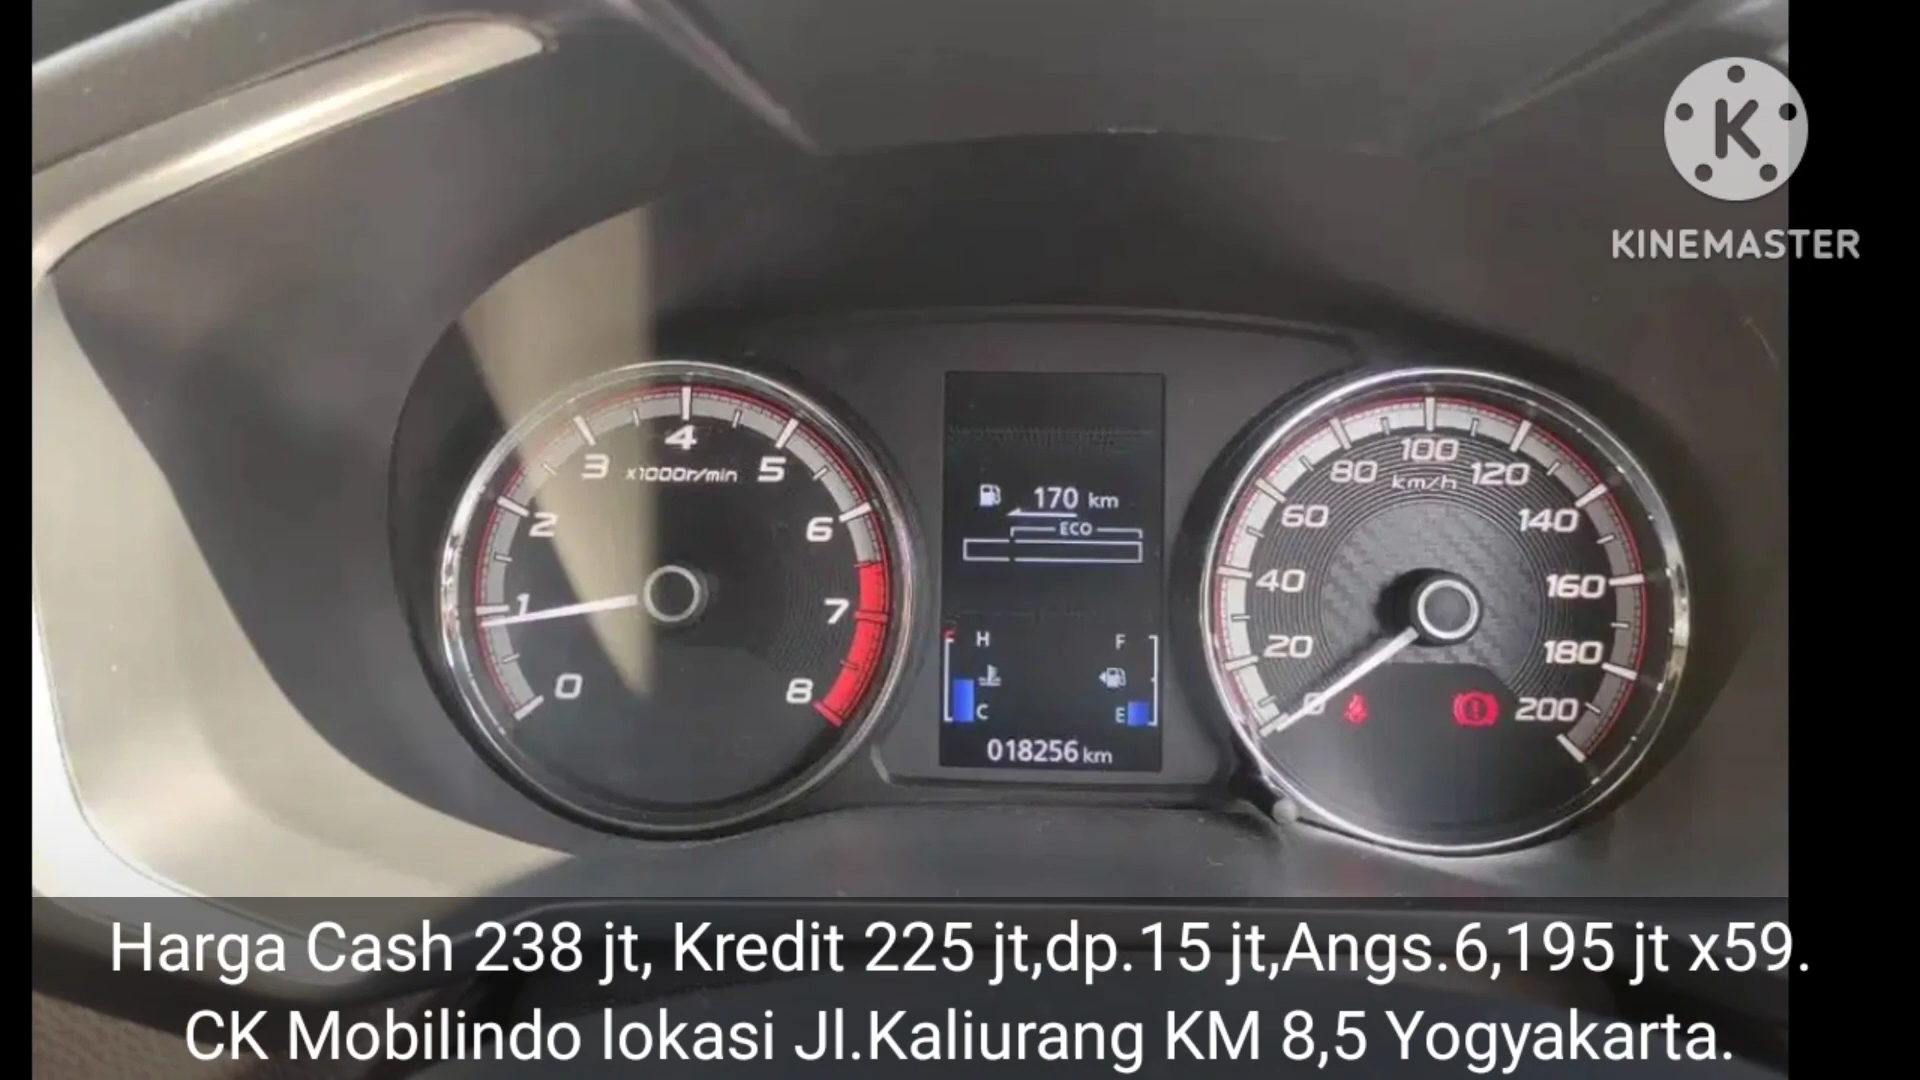 K
KINEMASTER
4
3 x1000r/min 5
2 6
1 7
0 8
170 km
ECO
H F
C E
018256 km
100
80 km/h 120
60 140
40 160
20 180
0 200
Harga Cash 238 jt, Kredit 225 jt,dp.15 jt,Angs.6,195 jt x59.
CK Mobilindo lokasi Jl.Kaliurang KM 8,5 Yogyakarta.